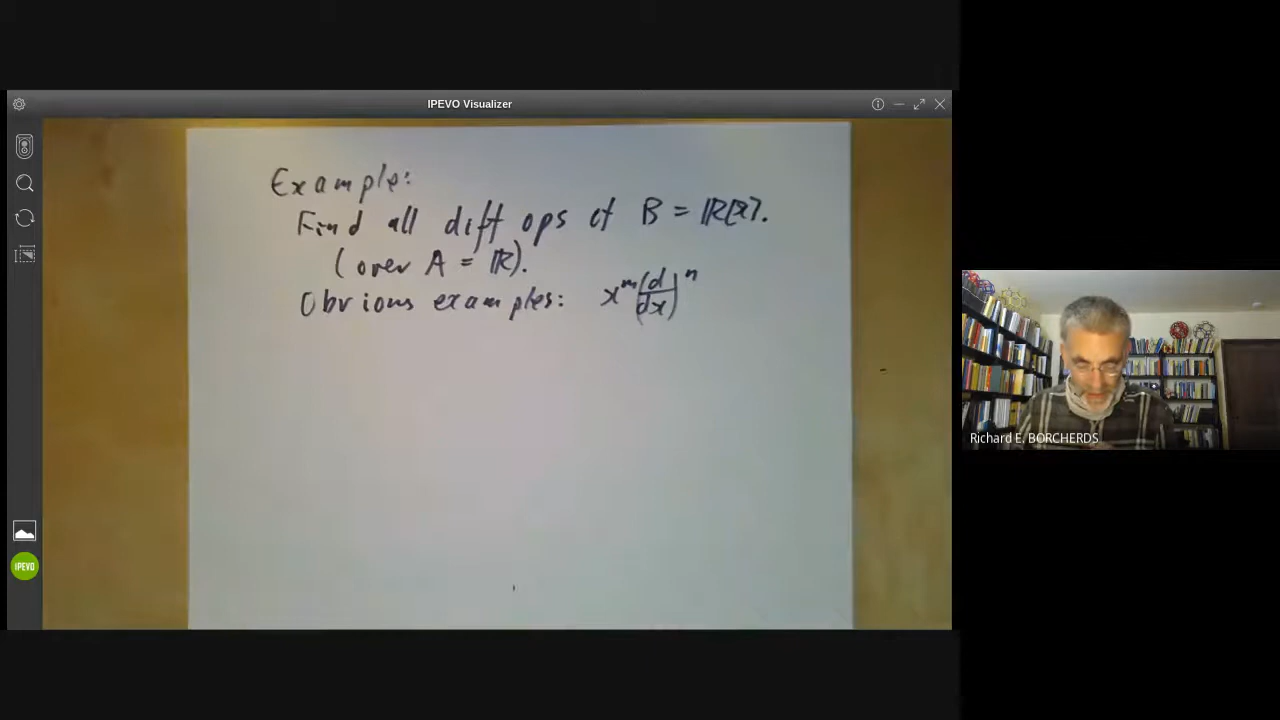 IPEVO Visualizer
Example:
Find all diff ops of B = ℝ[x].
(over A = ℝ).
Obvious examples: x^m (d/dx)^n
Richard E. BORCHERDS
iPEVO